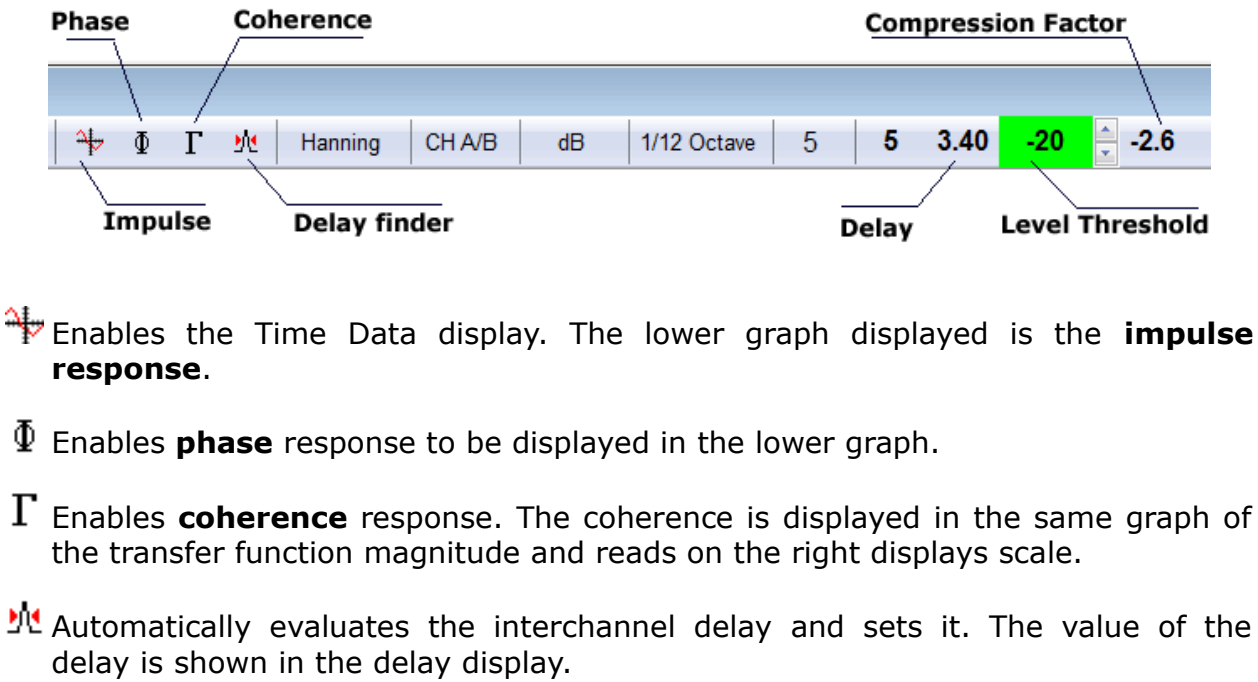 Phase Coherence Compression Factor
Φ Γ Hanning CH A/B dB 1/12 Octave 5 5 3.40 -20 -2.6
Impulse Delay finder Delay Level Threshold
Enables the Time Data display. The lower graph displayed is the impulse
response.
Φ Enables phase response to be displayed in the lower graph.
Γ Enables coherence response. The coherence is displayed in the same graph of
the transfer function magnitude and reads on the right displays scale.
Automatically evaluates the interchannel delay and sets it. The value of the
delay is shown in the delay display.